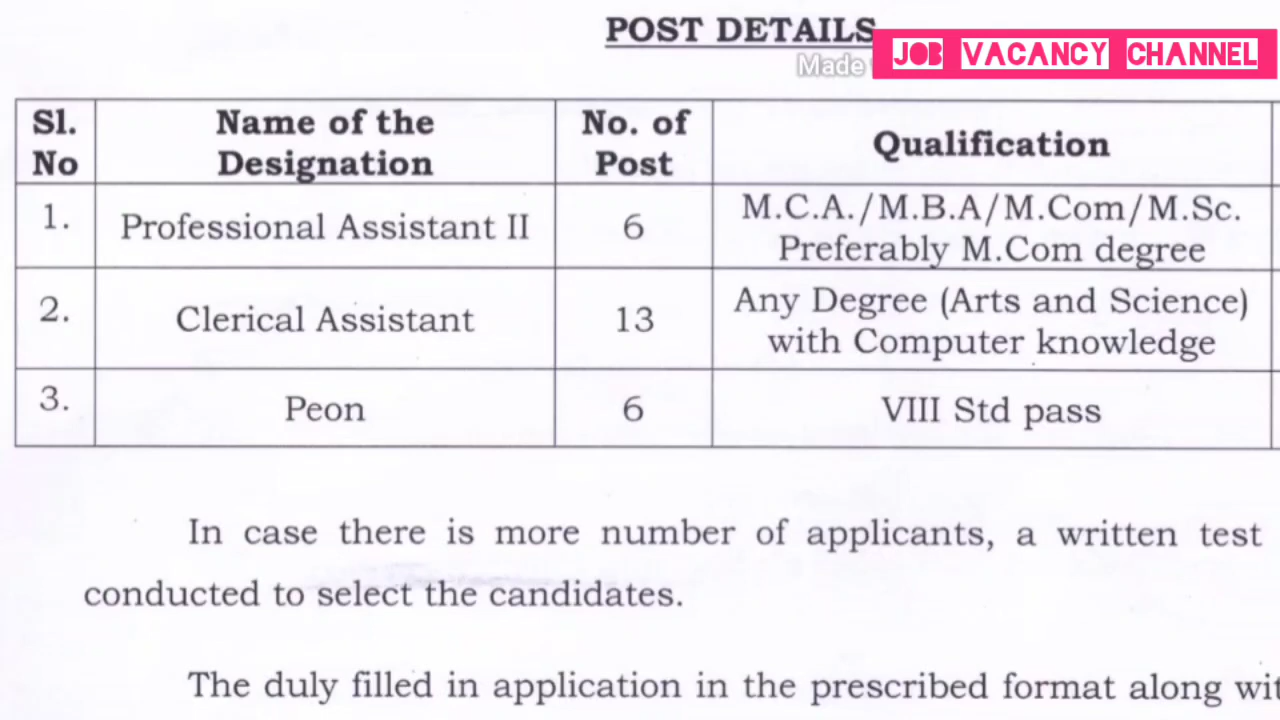 POST DETAILS
Made
JOB VACANCY CHANNEL
Sl. No | Name of the Designation | No. of Post | Qualification
1. | Professional Assistant II | 6 | M.C.A./M.B.A/M.Com/M.Sc. Preferably M.Com degree
2. | Clerical Assistant | 13 | Any Degree (Arts and Science) with Computer knowledge
3. | Peon | 6 | VIII Std pass
In case there is more number of applicants, a written test
conducted to select the candidates.
The duly filled in application in the prescribed format along